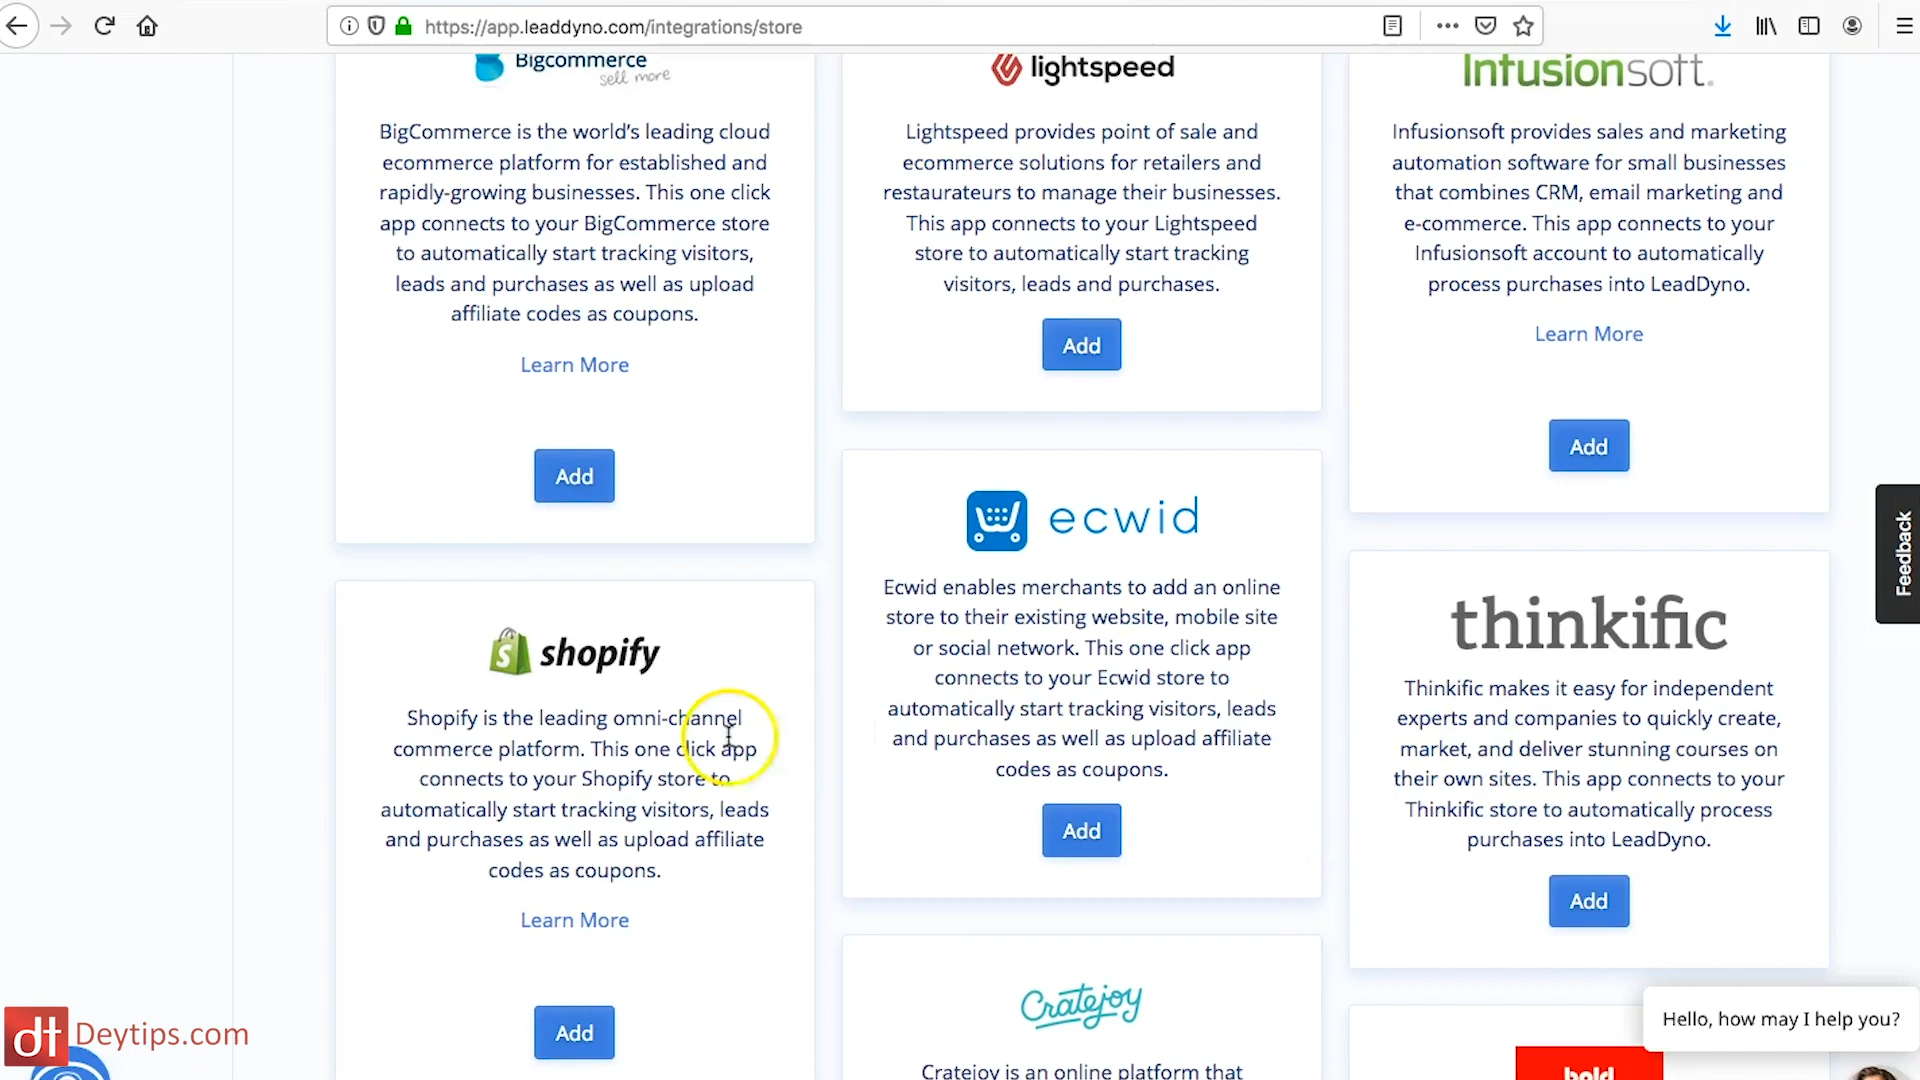 https://app.leaddyno.com/integrations/store
Bigcommerce
sell more
BigCommerce is the world's leading cloud
ecommerce platform for established and
rapidly-growing businesses. This one click
app connects to your BigCommerce store
to automatically start tracking visitors,
leads and purchases as well as upload
affiliate codes as coupons.
Learn More
Add
shopify
Shopify is the leading omni-channel
commerce platform. This one click app
connects to your Shopify store to
automatically start tracking visitors, leads
and purchases as well as upload affiliate
codes as coupons.
Learn More
Add
lightspeed
Lightspeed provides point of sale and
ecommerce solutions for retailers and
restaurateurs to manage their businesses.
This app connects to your Lightspeed
store to automatically start tracking
visitors, leads and purchases.
Add
ecwid
Ecwid enables merchants to add an online
store to their existing website, mobile site
or social network. This one click app
connects to your Ecwid store to
automatically start tracking visitors, leads
and purchases as well as upload affiliate
codes as coupons.
Add
Cratejoy
Cratejoy is an online platform that
Infusionsoft.
Infusionsoft provides sales and marketing
automation software for small businesses
that combines CRM, email marketing and
e-commerce. This app connects to your
Infusionsoft account to automatically
process purchases into LeadDyno.
Learn More
Add
thinkific
Thinkific makes it easy for independent
experts and companies to quickly create,
market, and deliver stunning courses on
their own sites. This app connects to your
Thinkific store to automatically process
purchases into LeadDyno.
Add
bold
Feedback
Hello, how may I help you?
dt Deytips.com